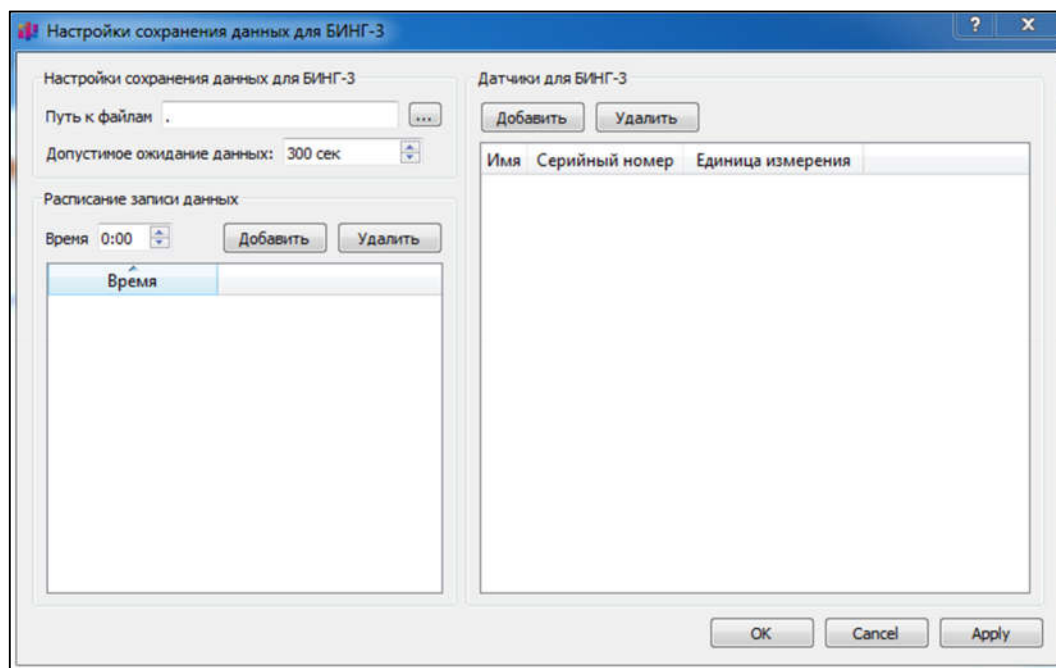 Настройки сохранения данных для БИНГ-3
? x
Настройки сохранения данных для БИНГ-3
Путь к файлам .
...
Допустимое ожидание данных: 300 сек
Расписание записи данных
Время 0:00 Добавить Удалить
Время
Датчики для БИНГ-3
Добавить Удалить
Имя Серийный номер Единица измерения
OK Cancel Apply